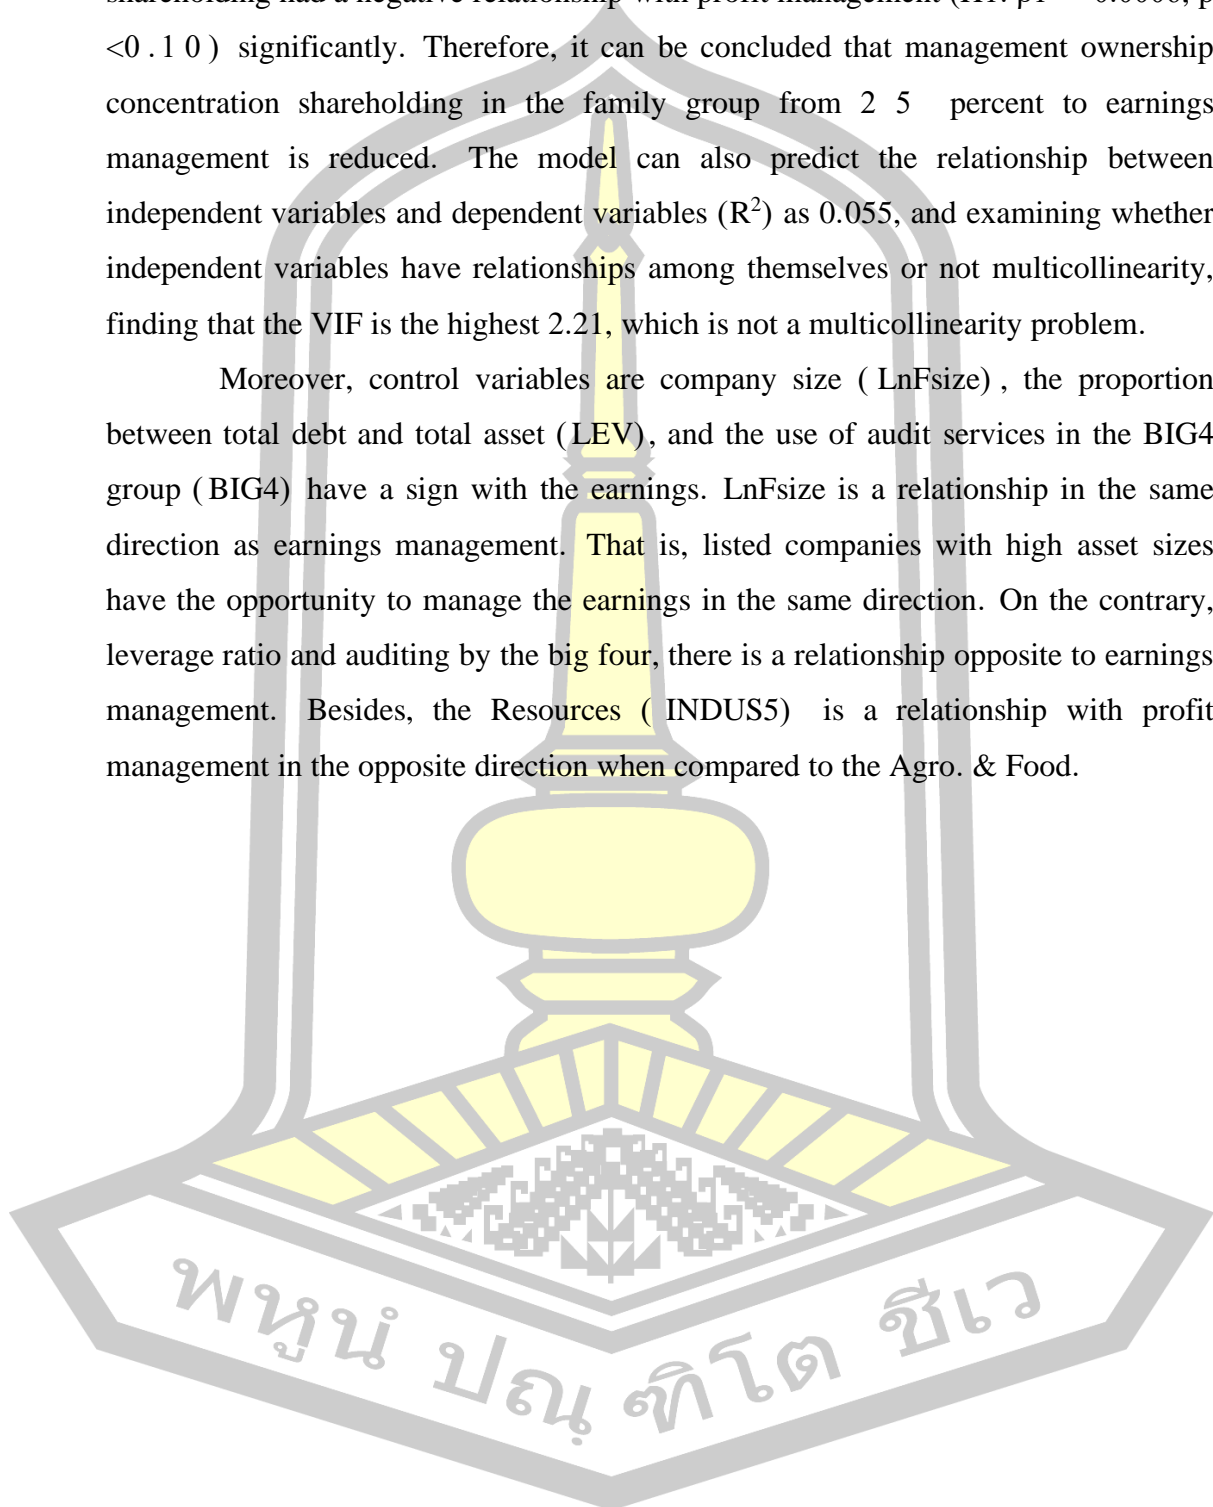 shareholding had a negative relationship with profit management (H1: β1 = -0.0006, p
<0.10) significantly. Therefore, it can be concluded that management ownership
concentration shareholding in the family group from 25 percent to earnings
management is reduced. The model can also predict the relationship between
independent variables and dependent variables (R²) as 0.055, and examining whether
independent variables have relationships among themselves or not multicollinearity,
finding that the VIF is the highest 2.21, which is not a multicollinearity problem.
Moreover, control variables are company size (LnFsize), the proportion
between total debt and total asset (LEV), and the use of audit services in the BIG4
group (BIG4) have a sign with the earnings. LnFsize is a relationship in the same
direction as earnings management. That is, listed companies with high asset sizes
have the opportunity to manage the earnings in the same direction. On the contrary,
leverage ratio and auditing by the big four, there is a relationship opposite to earnings
management. Besides, the Resources (INDUS5) is a relationship with profit
management in the opposite direction when compared to the Agro. & Food.
พหูนํ ปณฺฑิโต ชีเว